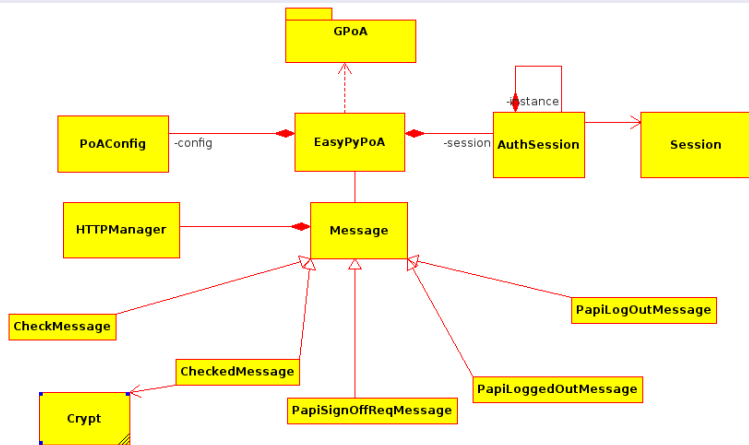 GPoA
-instance
PoAConfig
-config
EasyPyPoA
-session
AuthSession
Session
HTTPManager
Message
PapiLogOutMessage
CheckMessage
CheckedMessage
PapiLoggedOutMessage
PapiSignOffReqMessage
Crypt